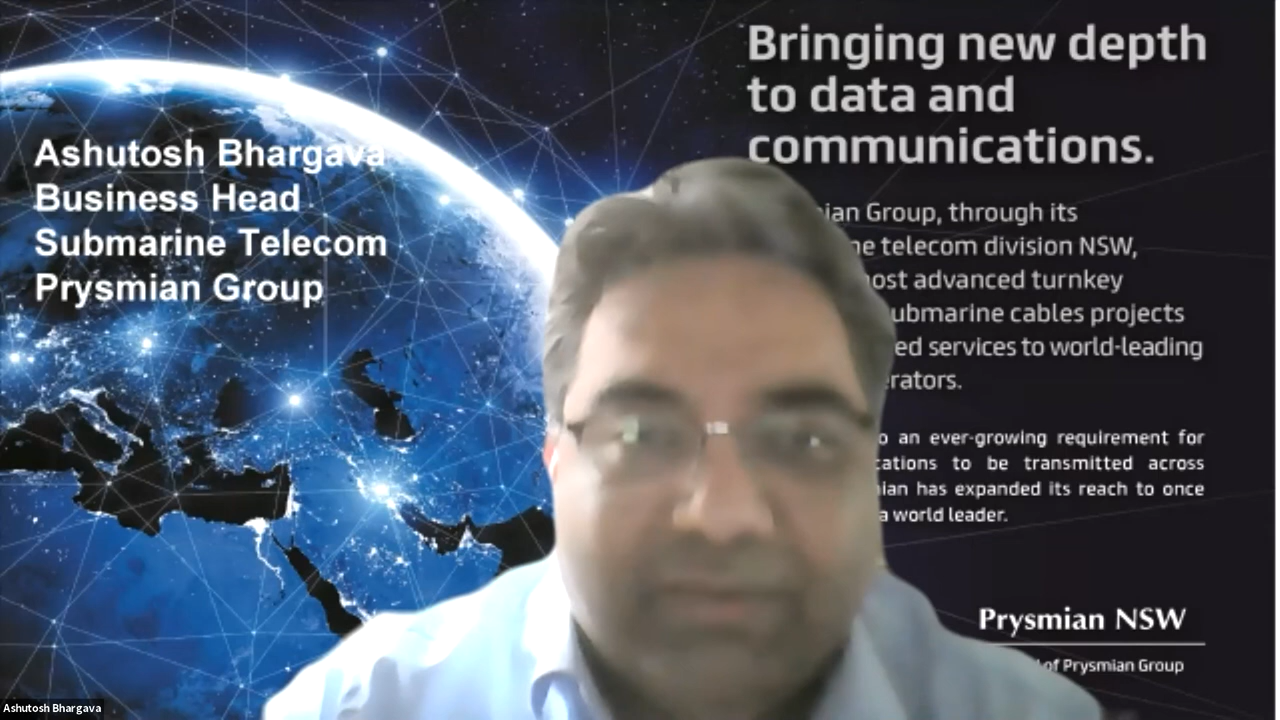 Ashutosh Bhargava
Business Head
Submarine Telecom
Prysmian Group
Bringing new depth
to data and
communications.
Group, through its
telecom division NSW,
advanced turnkey
cables projects
services to world-leading
an ever-growing requirement for
to be transmitted across
has expanded its reach to once
a world leader.
Prysmian NSW
of Prysmian Group
Ashutosh Bhargava